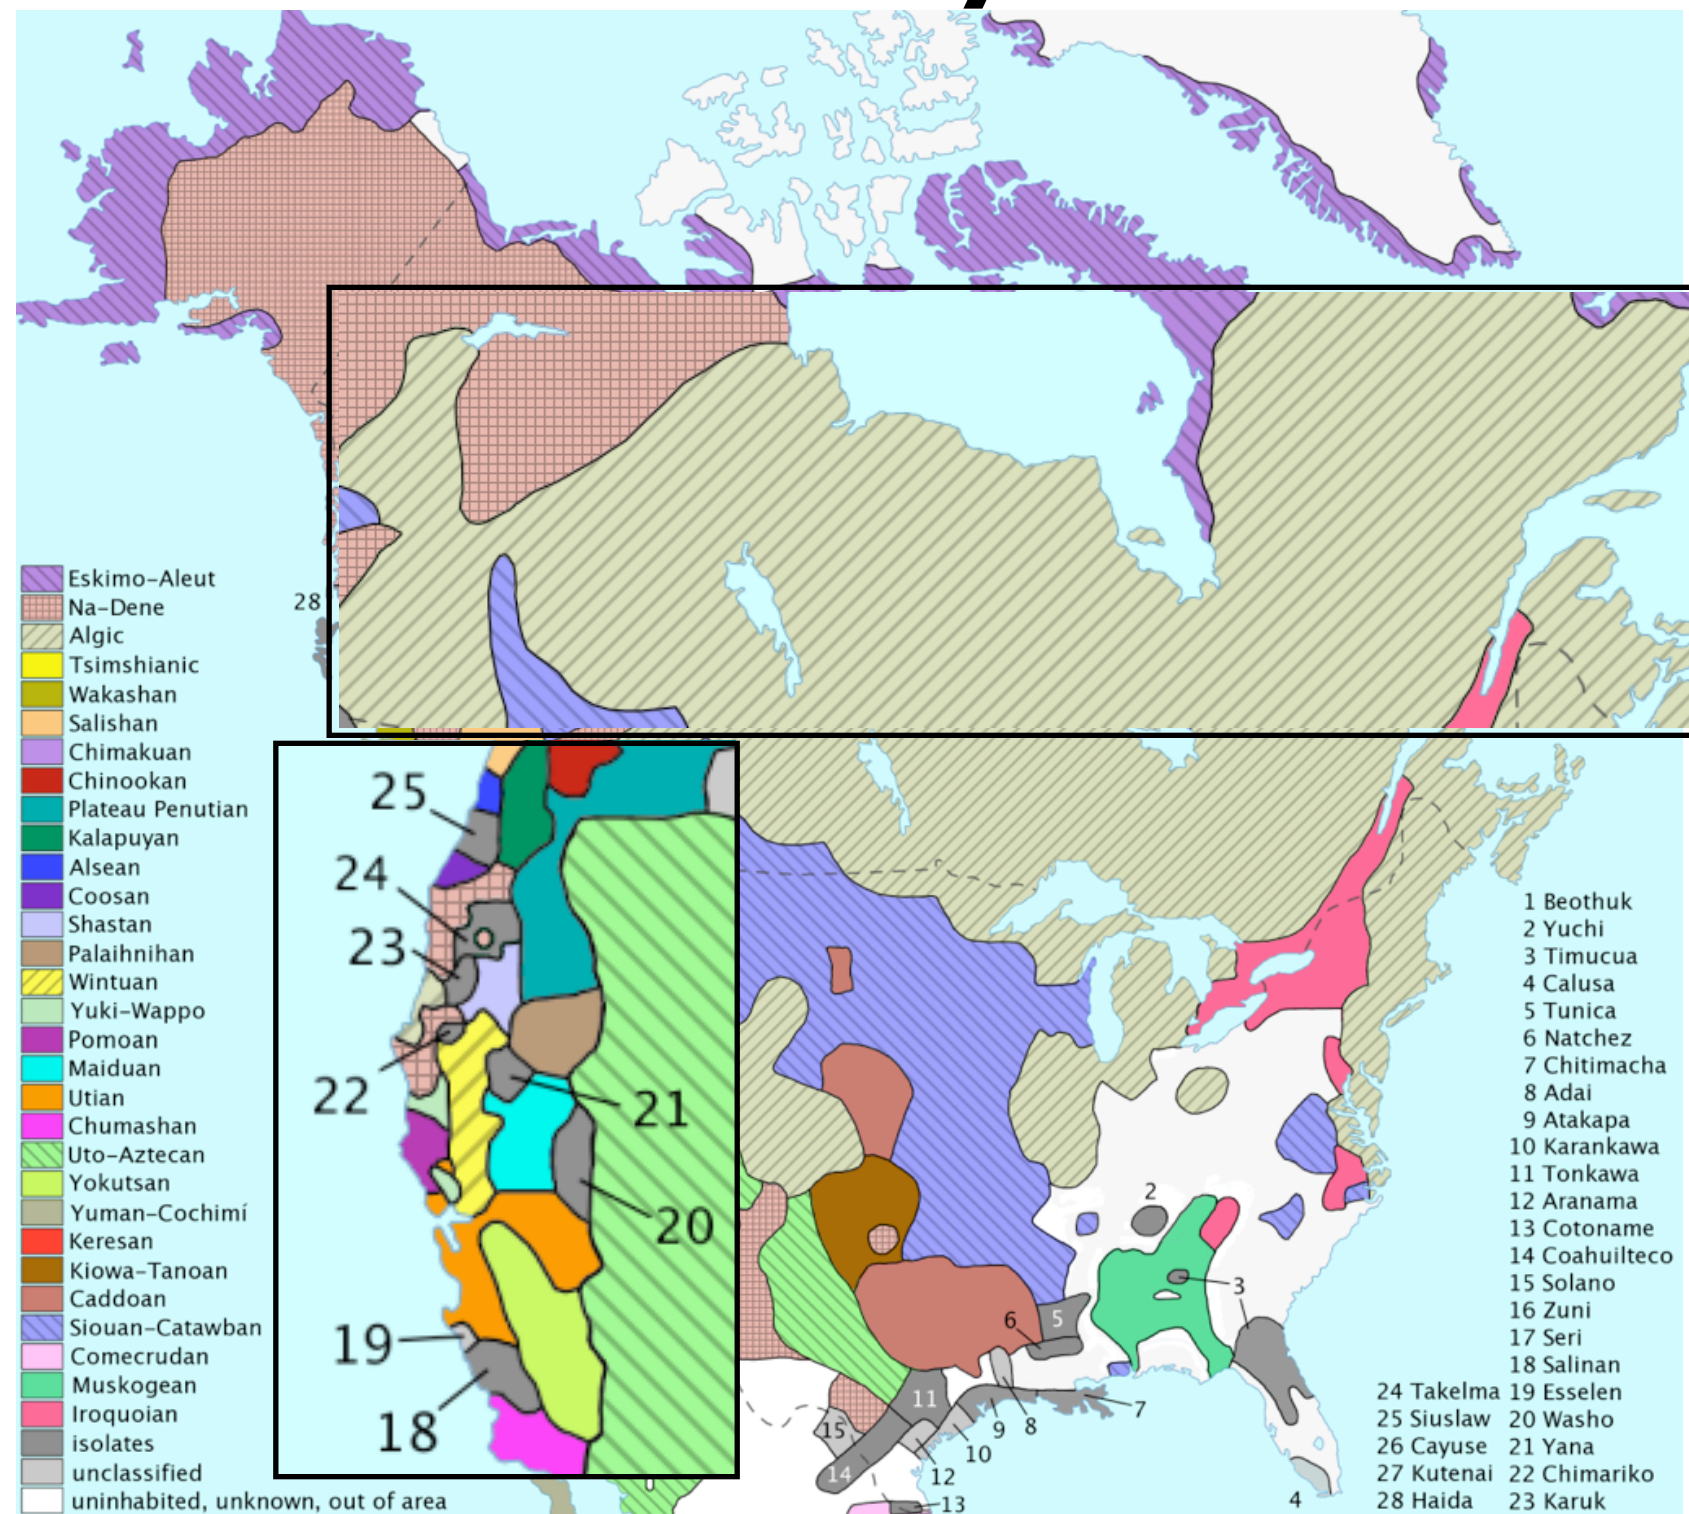 28
Eskimo-Aleut
Na-Dene
Algic
Tsimshianic
Wakashan
Salishan
Chimakuan
Chinookan
Plateau Penutian
Kalapuyan
Alsean
Coosan
Shastan
Palaihnihan
Wintuan
Yuki-Wappo
Pomoan
Maiduan
Utian
Chumashan
Uto-Aztecan
Yokutsan
Yuman-Cochimí
Keresan
Kiowa-Tanoan
Caddoan
Siouan-Catawban
Comecrudan
Muskogean
Iroquoian
isolates
unclassified
uninhabited, unknown, out of area
25
24
23
22
21
20
19
18
2
3
5
6
11
7
15
9
8
10
14
12
13
4
1 Beothuk
2 Yuchi
3 Timucua
4 Calusa
5 Tunica
6 Natchez
7 Chitimacha
8 Adai
9 Atakapa
10 Karankawa
11 Tonkawa
12 Aranama
13 Cotoname
14 Coahuilteco
15 Solano
16 Zuni
17 Seri
18 Salinan
24 Takelma 19 Esselen
25 Siuslaw 20 Washo
26 Cayuse 21 Yana
27 Kutenai 22 Chimariko
28 Haida 23 Karuk